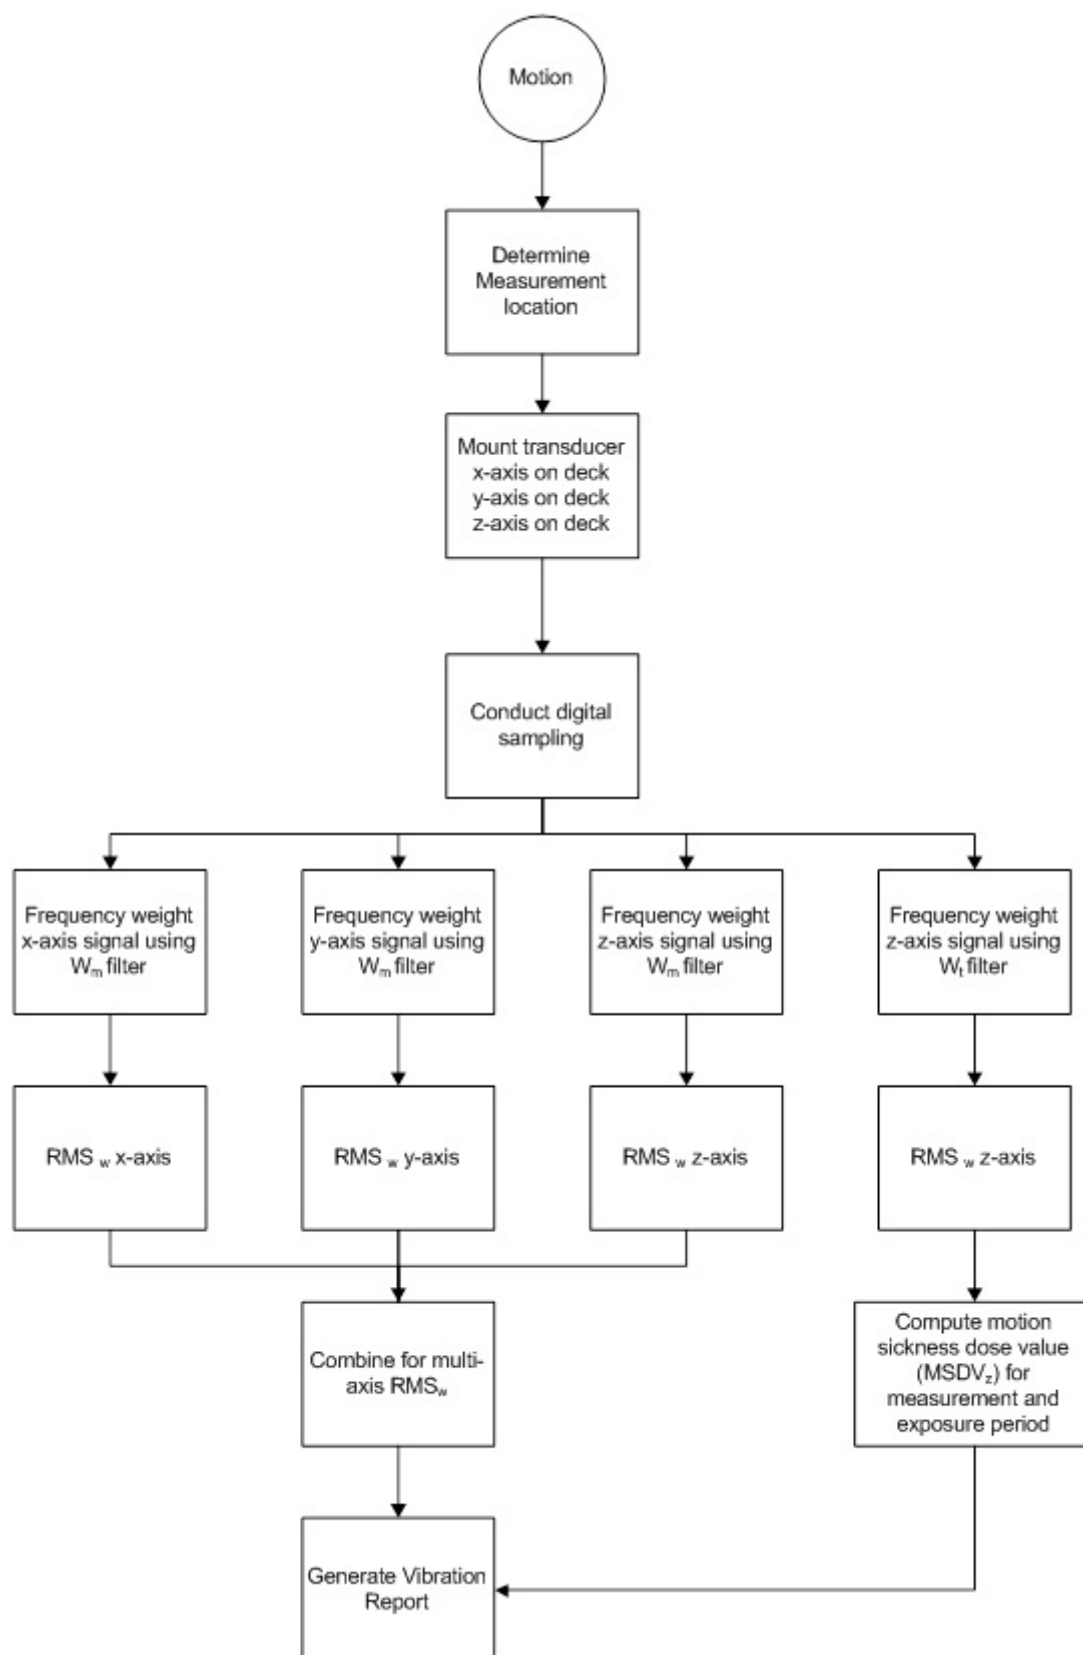 Motion
Determine
Measurement
location
Mount transducer
x-axis on deck
y-axis on deck
z-axis on deck
Conduct digital
sampling
Frequency weight
x-axis signal using
Wm filter
Frequency weight
y-axis signal using
Wm filter
Frequency weight
z-axis signal using
Wm filter
Frequency weight
z-axis signal using
Wf filter
RMS w x-axis
RMS w y-axis
RMS w z-axis
RMS w z-axis
Combine for multi-
axis RMSw
Compute motion
sickness dose value
(MSDVz) for
measurement and
exposure period
Generate Vibration
Report